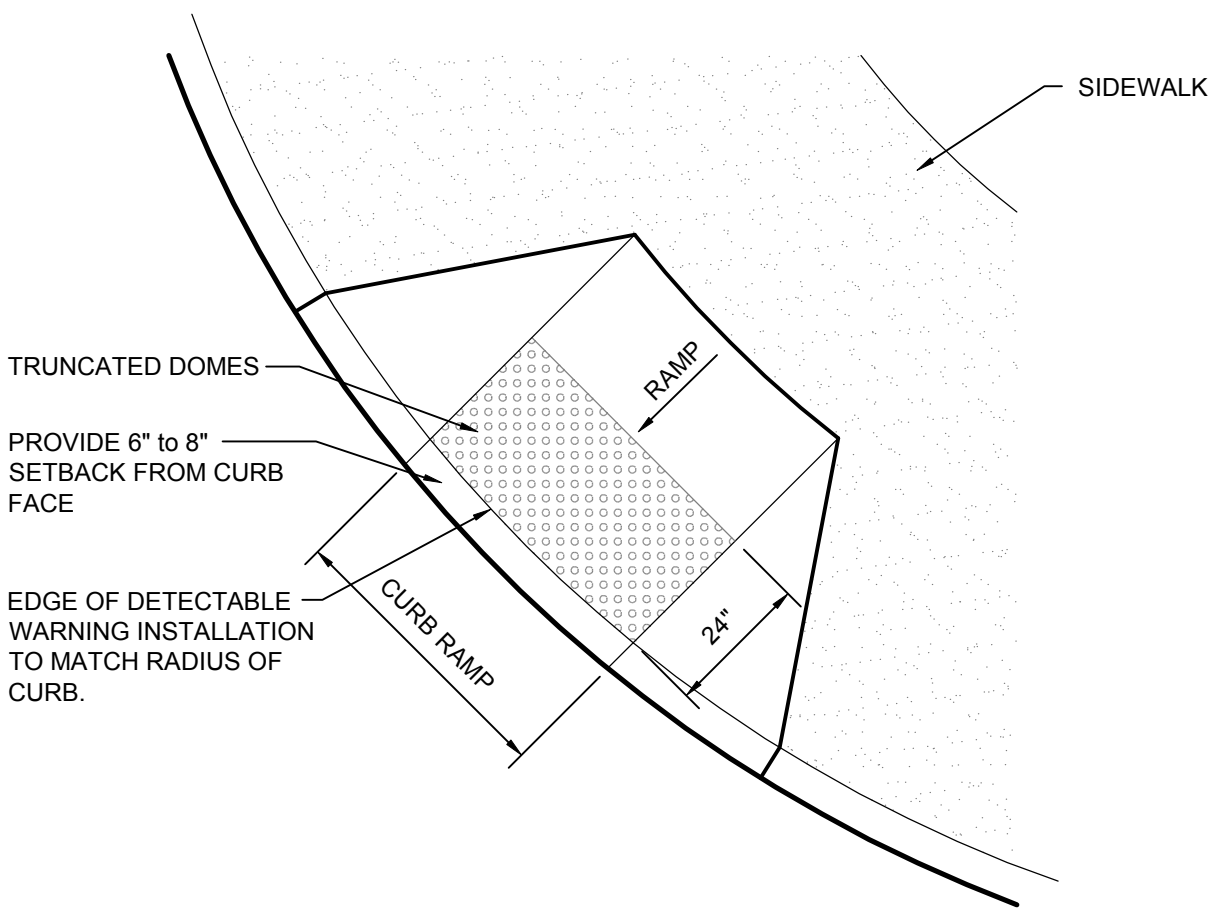 SIDEWALK
TRUNCATED DOMES
RAMP
PROVIDE 6" to 8"
SETBACK FROM CURB
FACE
EDGE OF DETECTABLE
WARNING INSTALLATION
TO MATCH RADIUS OF
CURB.
CURB RAMP
24"